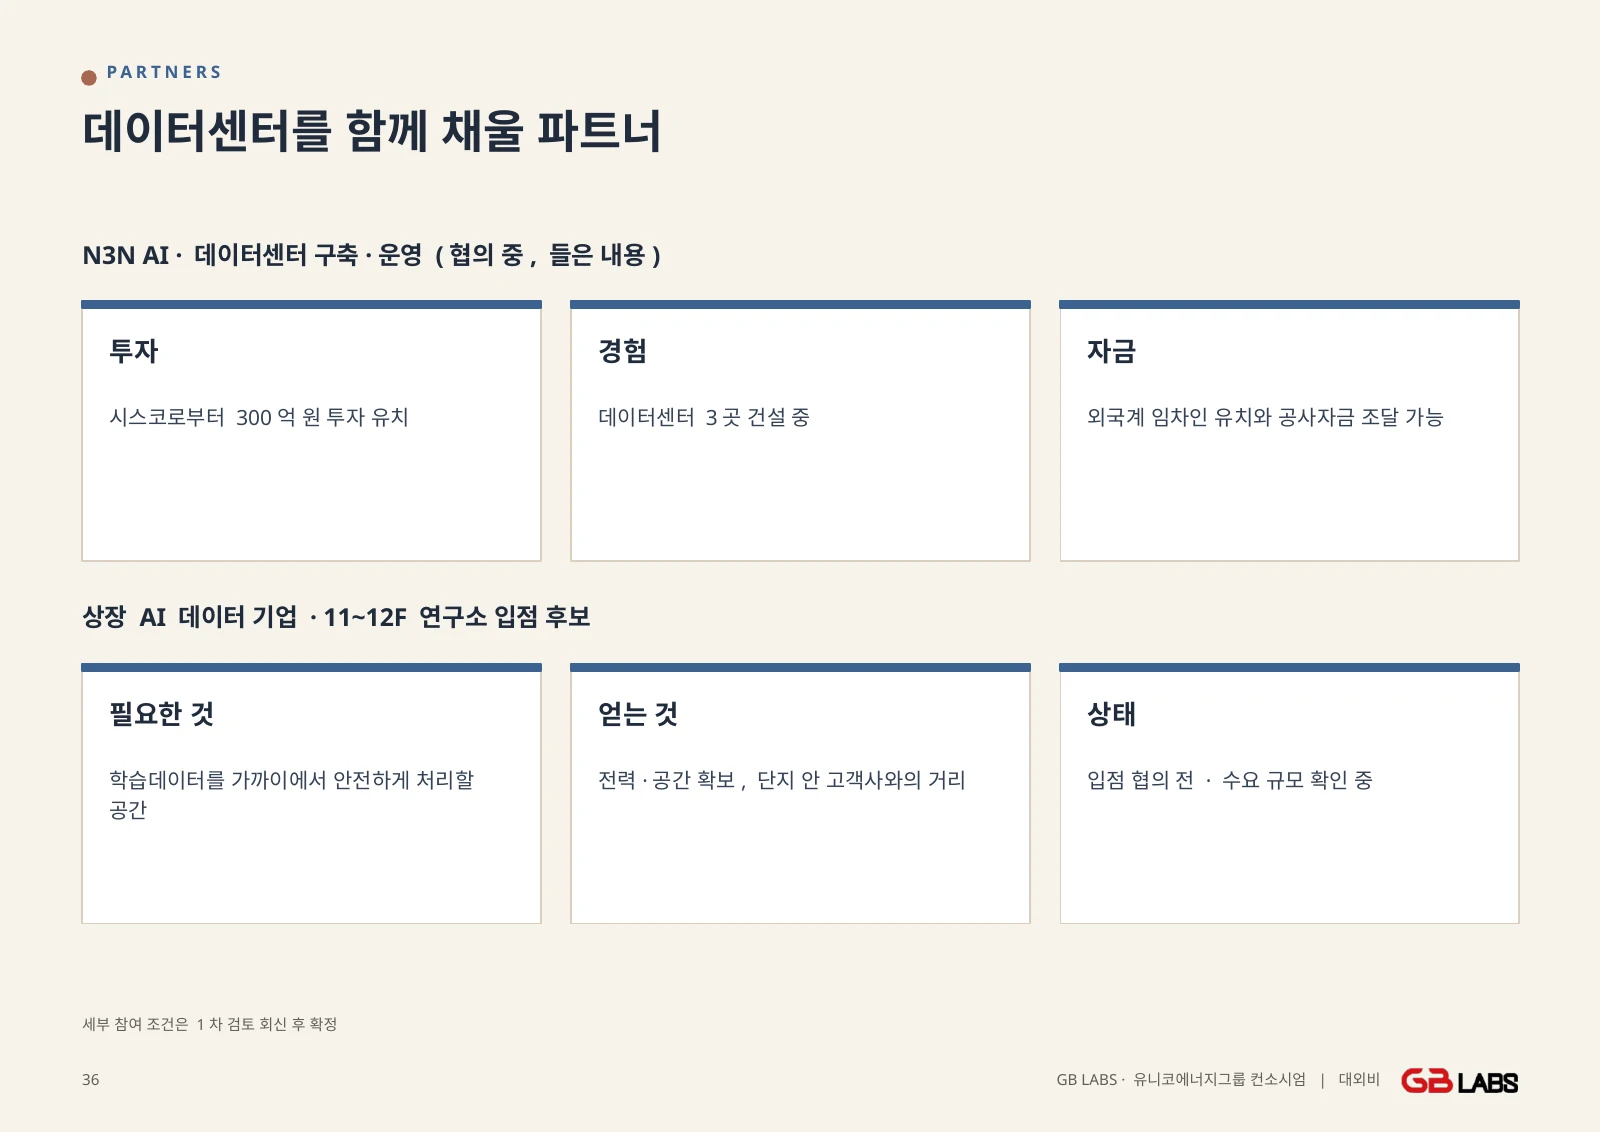 PARTNERS
데이터센터를 함께 채울 파트너
N3N AI · 데이터센터 구축 · 운영 ( 협의 중 , 들은 내용 )
투자
시스코로부터 300 억 원 투자 유치
경험
데이터센터 3 곳 건설 중
자금
외국계 임차인 유치와 공사자금 조달 가능
상장 AI 데이터 기업 · 11~12F 연구소 입점 후보
필요한 것
학습데이터를 가까이에서 안전하게 처리할
공간
얻는 것
전력 · 공간 확보 , 단지 안 고객사와의 거리
상태
입점 협의 전 · 수요 규모 확인 중
세부 참여 조건은 1 차 검토 회신 후 확정
36
GB LABS · 유니코에너지그룹 컨소시엄 | 대외비
GB LABS